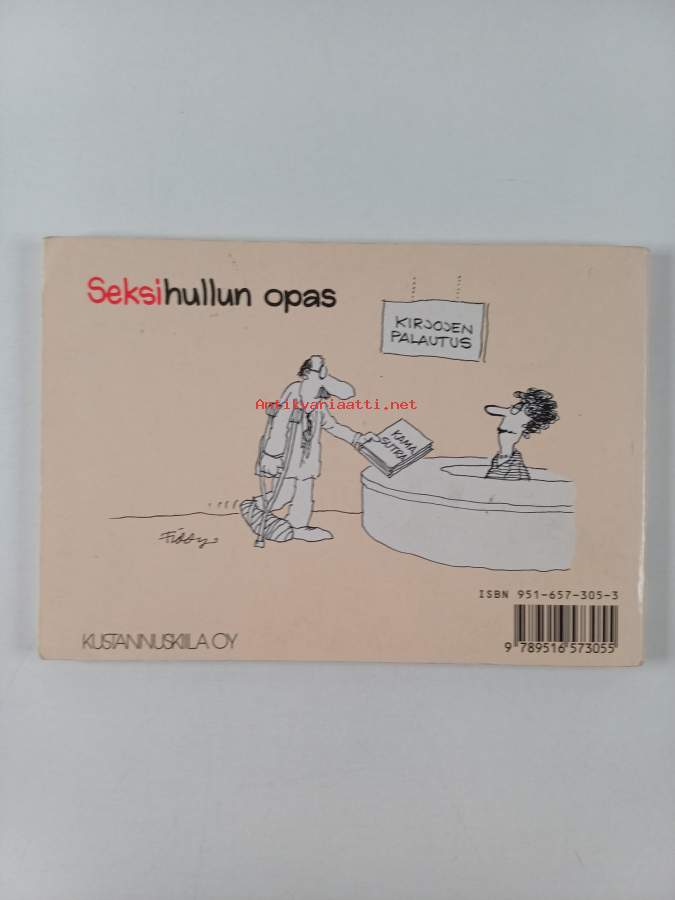 Seksihullun opas
KIRJOJEN
PALAUTUS
Antikvariaatti.net
KAMA
SUTRA
ISBN 951-657-305-3
KUSTANNUSKIILA OY
9 789516 573055